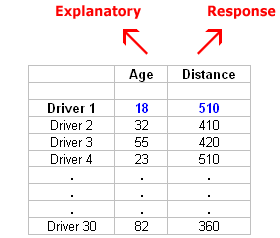 Explanatory Response
Age Distance
Driver 1 18 510
Driver 2 32 410
Driver 3 55 420
Driver 4 23 510
. . .
. . .
. . .
Driver 30 82 360